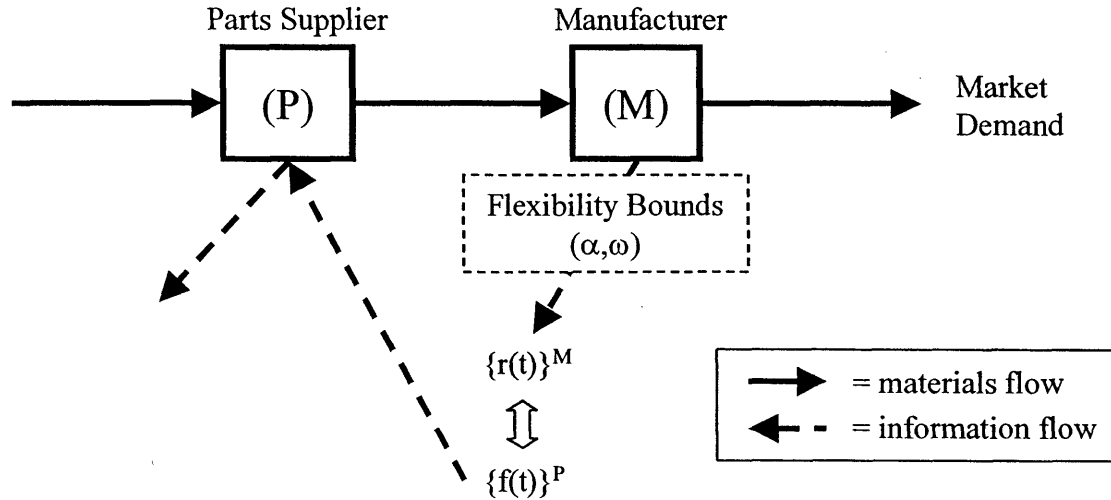 Parts Supplier
Manufacturer
(P)
(M)
Market
Demand
Flexibility Bounds
(α,ω)
{r(t)}ᴹ
{f(t)}ᴾ
= materials flow
= information flow